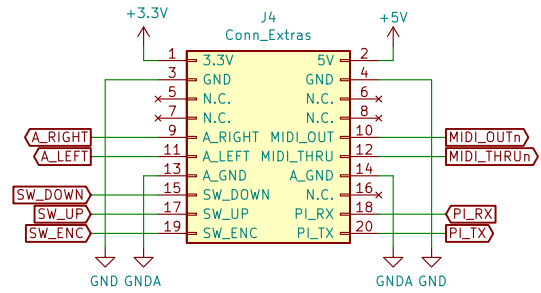 +3.3V J4 +5V
Conn_Extras
1 3.3V 5V 2
3 GND GND 4
5 N.C. N.C. 6
7 N.C. N.C. 8
A_RIGHT 9 A_RIGHT MIDI_OUT 10 MIDI_OUTn
A_LEFT 11 A_LEFT MIDI_THRU 12 MIDI_THRUn
13 A_GND A_GND 14
SW_DOWN 15 SW_DOWN N.C. 16
SW_UP 17 SW_UP PI_RX 18 PI_RX
SW_ENC 19 SW_ENC PI_TX 20 PI_TX
GND GNDA GNDA GND